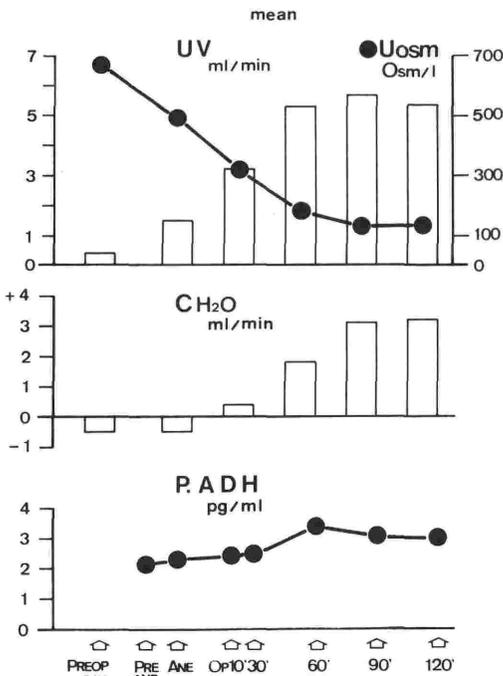 mean
UV
ml/min
Uosm
Osm/l
7
5
3
1
0
700
500
300
100
0
CH₂O
ml/min
+4
3
2
1
0
-1
P.ADH
pg/ml
4
3
2
1
0
PREOP PRE ANE OP10'30' 60' 90' 120'